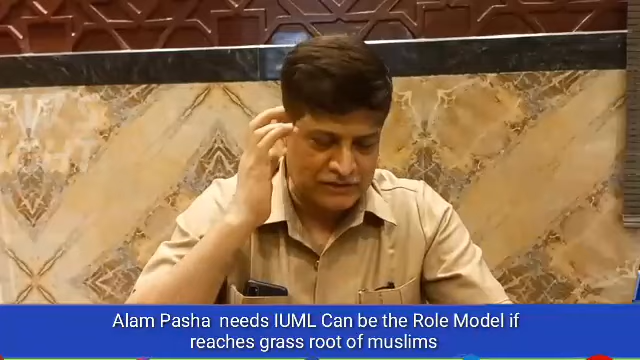 Alam Pasha needs IUML Can be the Role Model if
reaches grass root of muslims